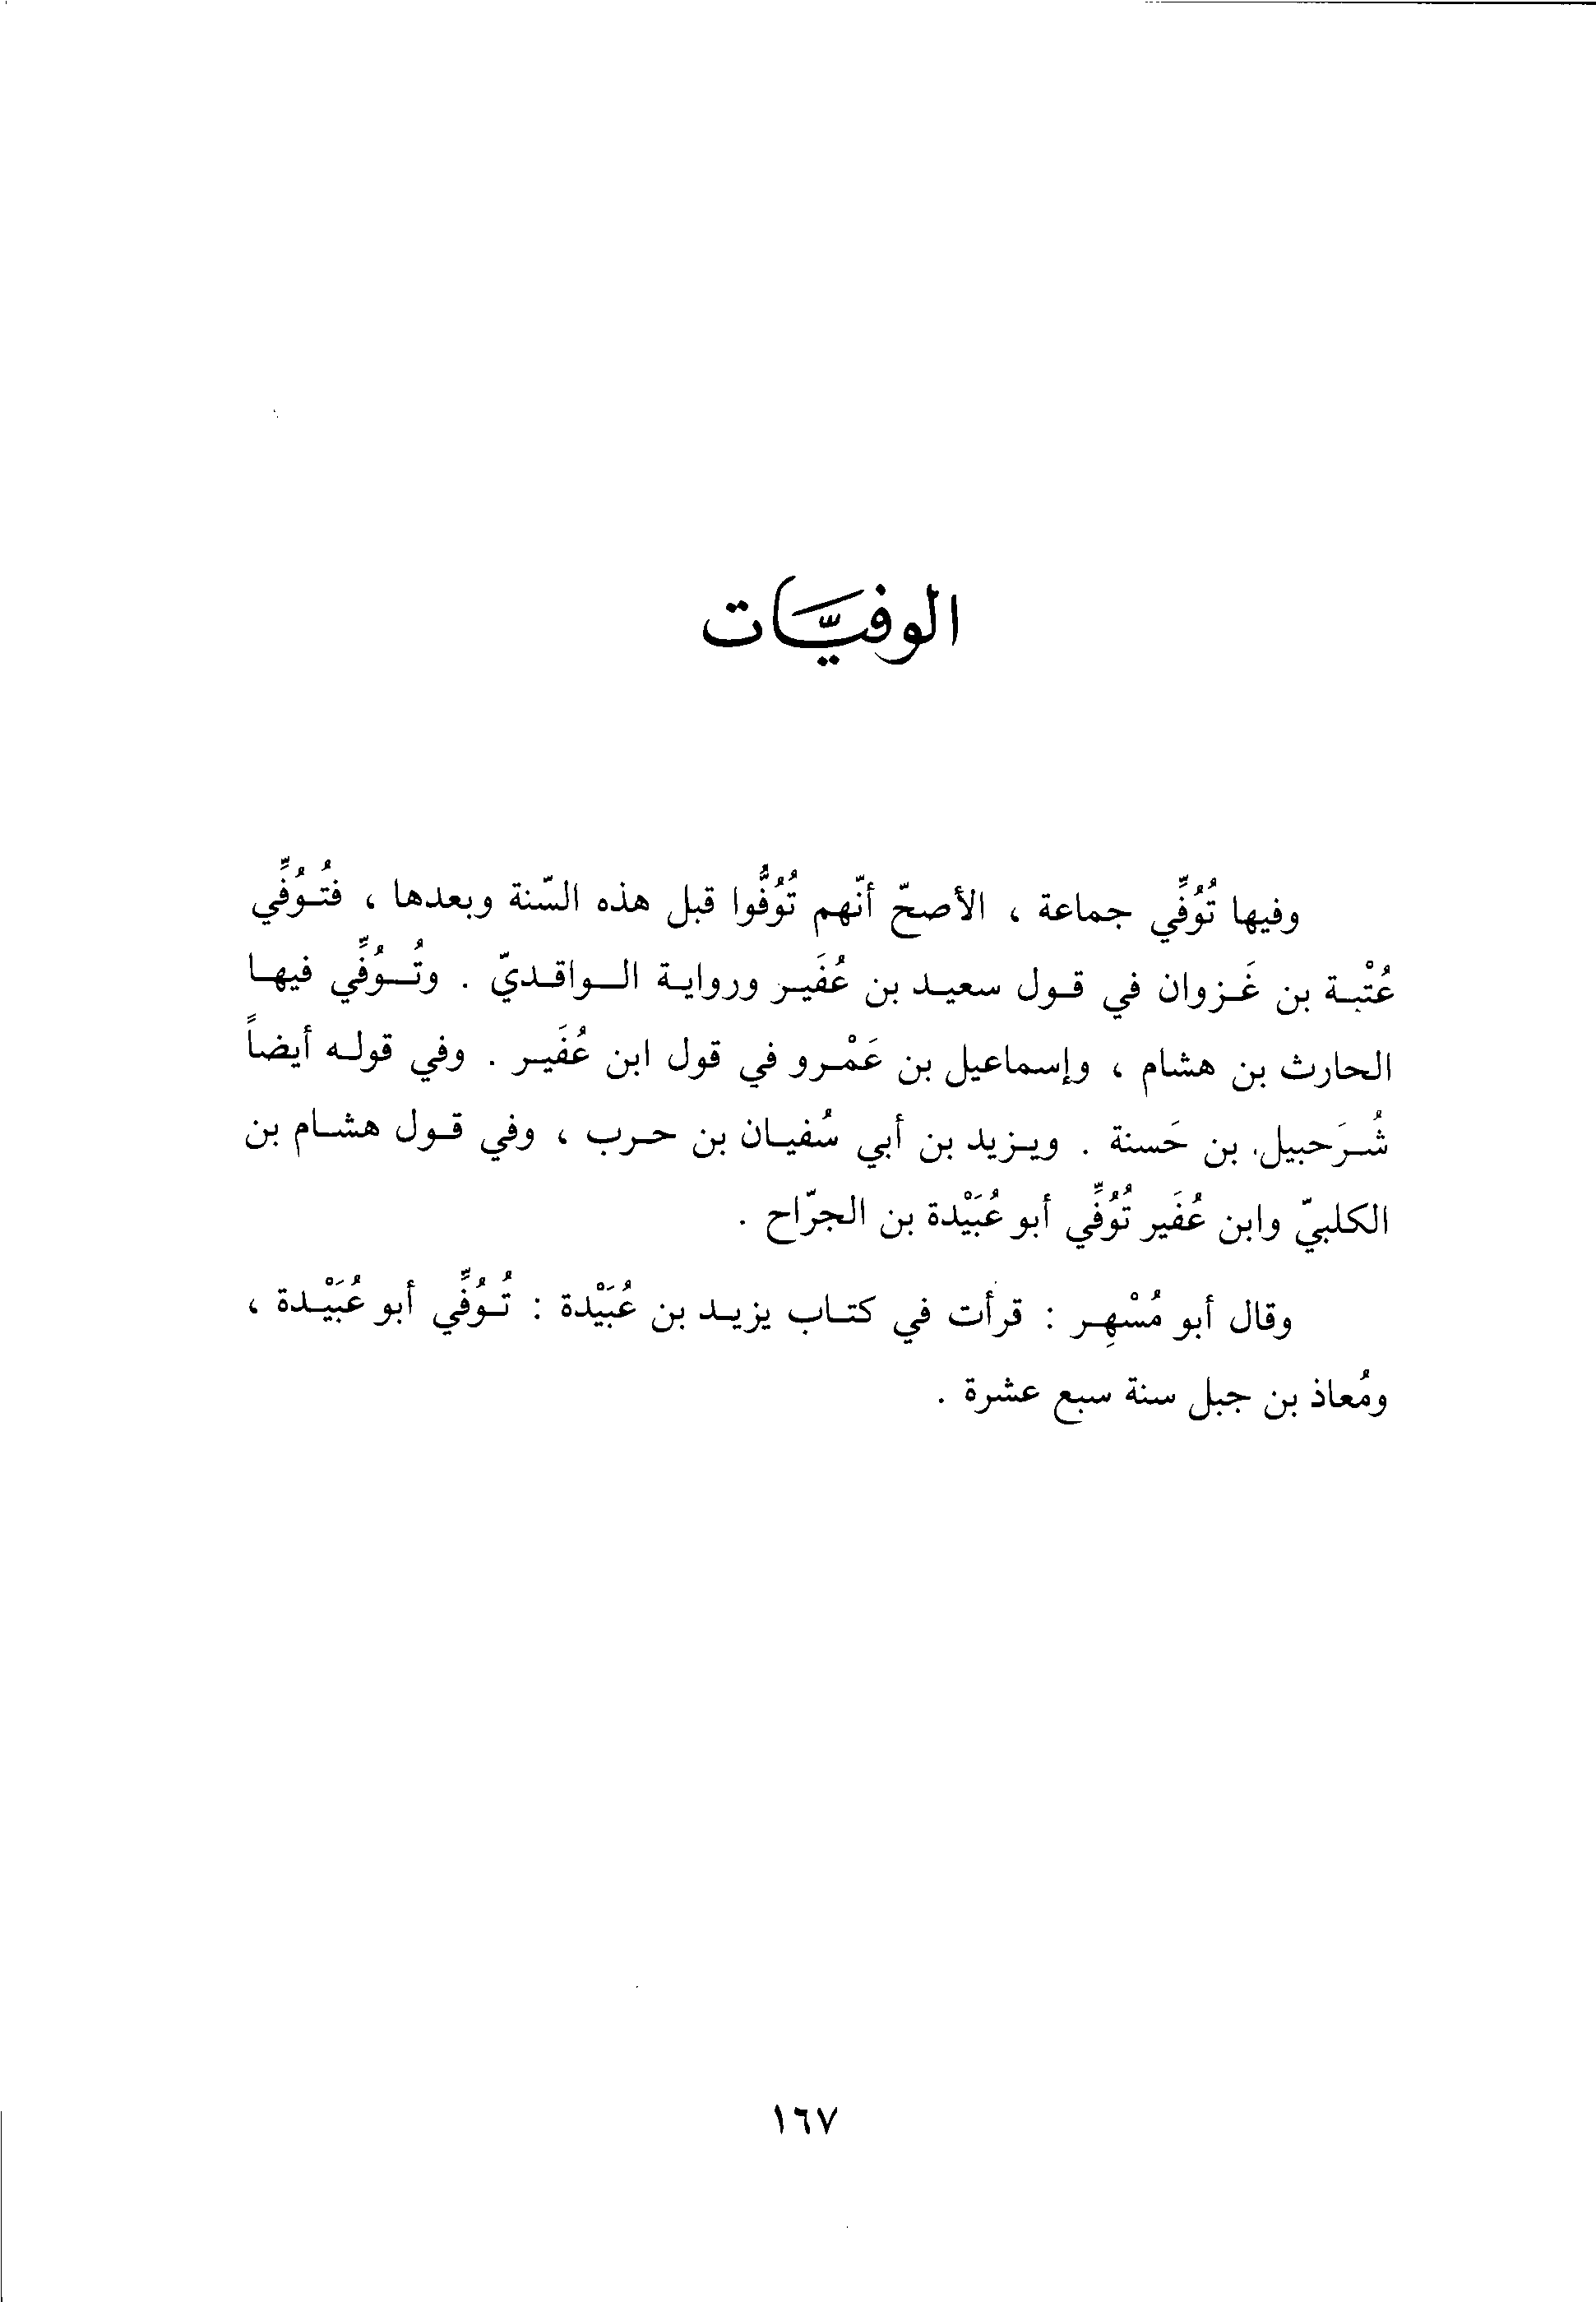 الوفيَّات
وفيها تُوُفِّي جماعة ، الأصحّ أنّهم تُوُفُّوا قبل هذه السّنة وبعدها ، فتُوُفِّي
عُتْبة بن غَزوان في قول سعيد بن عُفَير ورواية الواقديّ . وتُوُفِّي فيها
الحارث بن هشام ، وإسماعيل بن عَمْرو في قول ابن عُفَير . وفي قوله أيضاً
شُرَحبيل بن حَسنة . ويزيد بن أبي سُفيان بن حرب ، وفي قول هشام بن
الكلبيّ وابن عُفَير تُوُفِّي أبو عُبَيْدة بن الجرّاح .
وقال أبو مُسْهِر : قرأت في كتاب يزيد بن عُبَيْدة : تُوُفِّي أبو عُبَيْدة ،
ومُعاذ بن جبل سنة سبع عشرة .
١٦٧